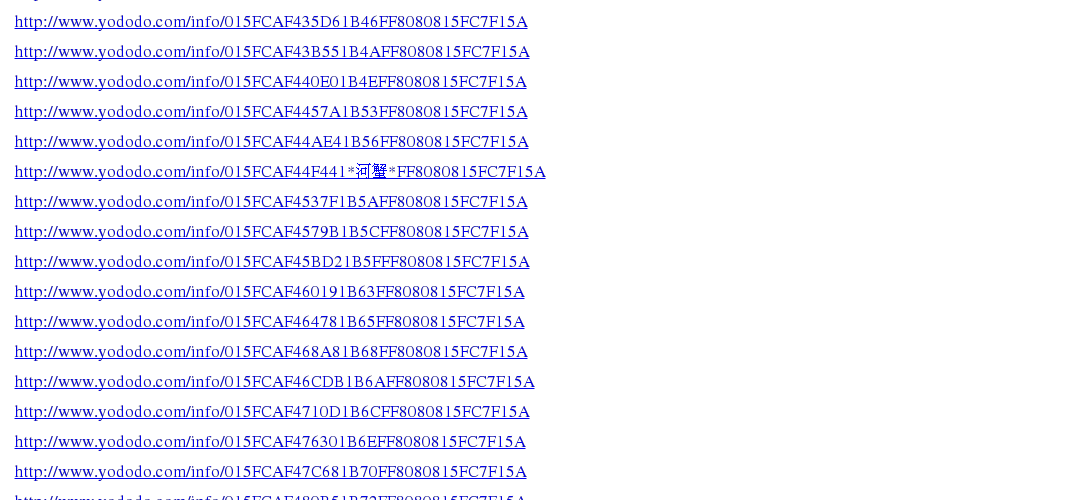 http://www.yododo.com/info/015FCAF435D61B46FF8080815FC7F15A
http://www.yododo.com/info/015FCAF43B551B4AFF8080815FC7F15A
http://www.yododo.com/info/015FCAF440E01B4EFF8080815FC7F15A
http://www.yododo.com/info/015FCAF4457A1B53FF8080815FC7F15A
http://www.yododo.com/info/015FCAF44AE41B56FF8080815FC7F15A
http://www.yododo.com/info/015FCAF44F441*河蟹*FF8080815FC7F15A
http://www.yododo.com/info/015FCAF4537F1B5AFF8080815FC7F15A
http://www.yododo.com/info/015FCAF4579B1B5CFF8080815FC7F15A
http://www.yododo.com/info/015FCAF45BD21B5FFF8080815FC7F15A
http://www.yododo.com/info/015FCAF460191B63FF8080815FC7F15A
http://www.yododo.com/info/015FCAF464781B65FF8080815FC7F15A
http://www.yododo.com/info/015FCAF468A81B68FF8080815FC7F15A
http://www.yododo.com/info/015FCAF46CDB1B6AFF8080815FC7F15A
http://www.yododo.com/info/015FCAF4710D1B6CFF8080815FC7F15A
http://www.yododo.com/info/015FCAF476301B6EFF8080815FC7F15A
http://www.yododo.com/info/015FCAF47C681B70FF8080815FC7F15A